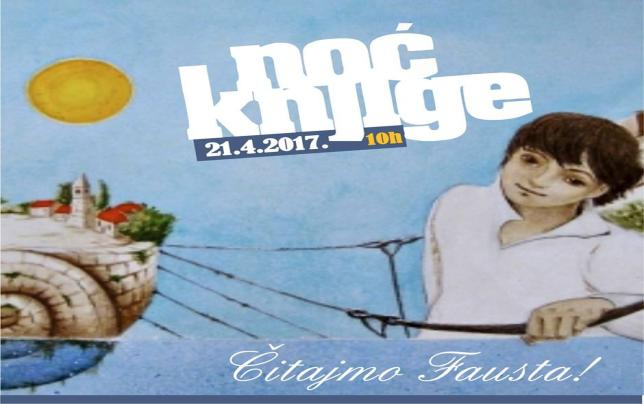 noć
knjige
21.4.2017. 10h
Čitajmo Fausta!